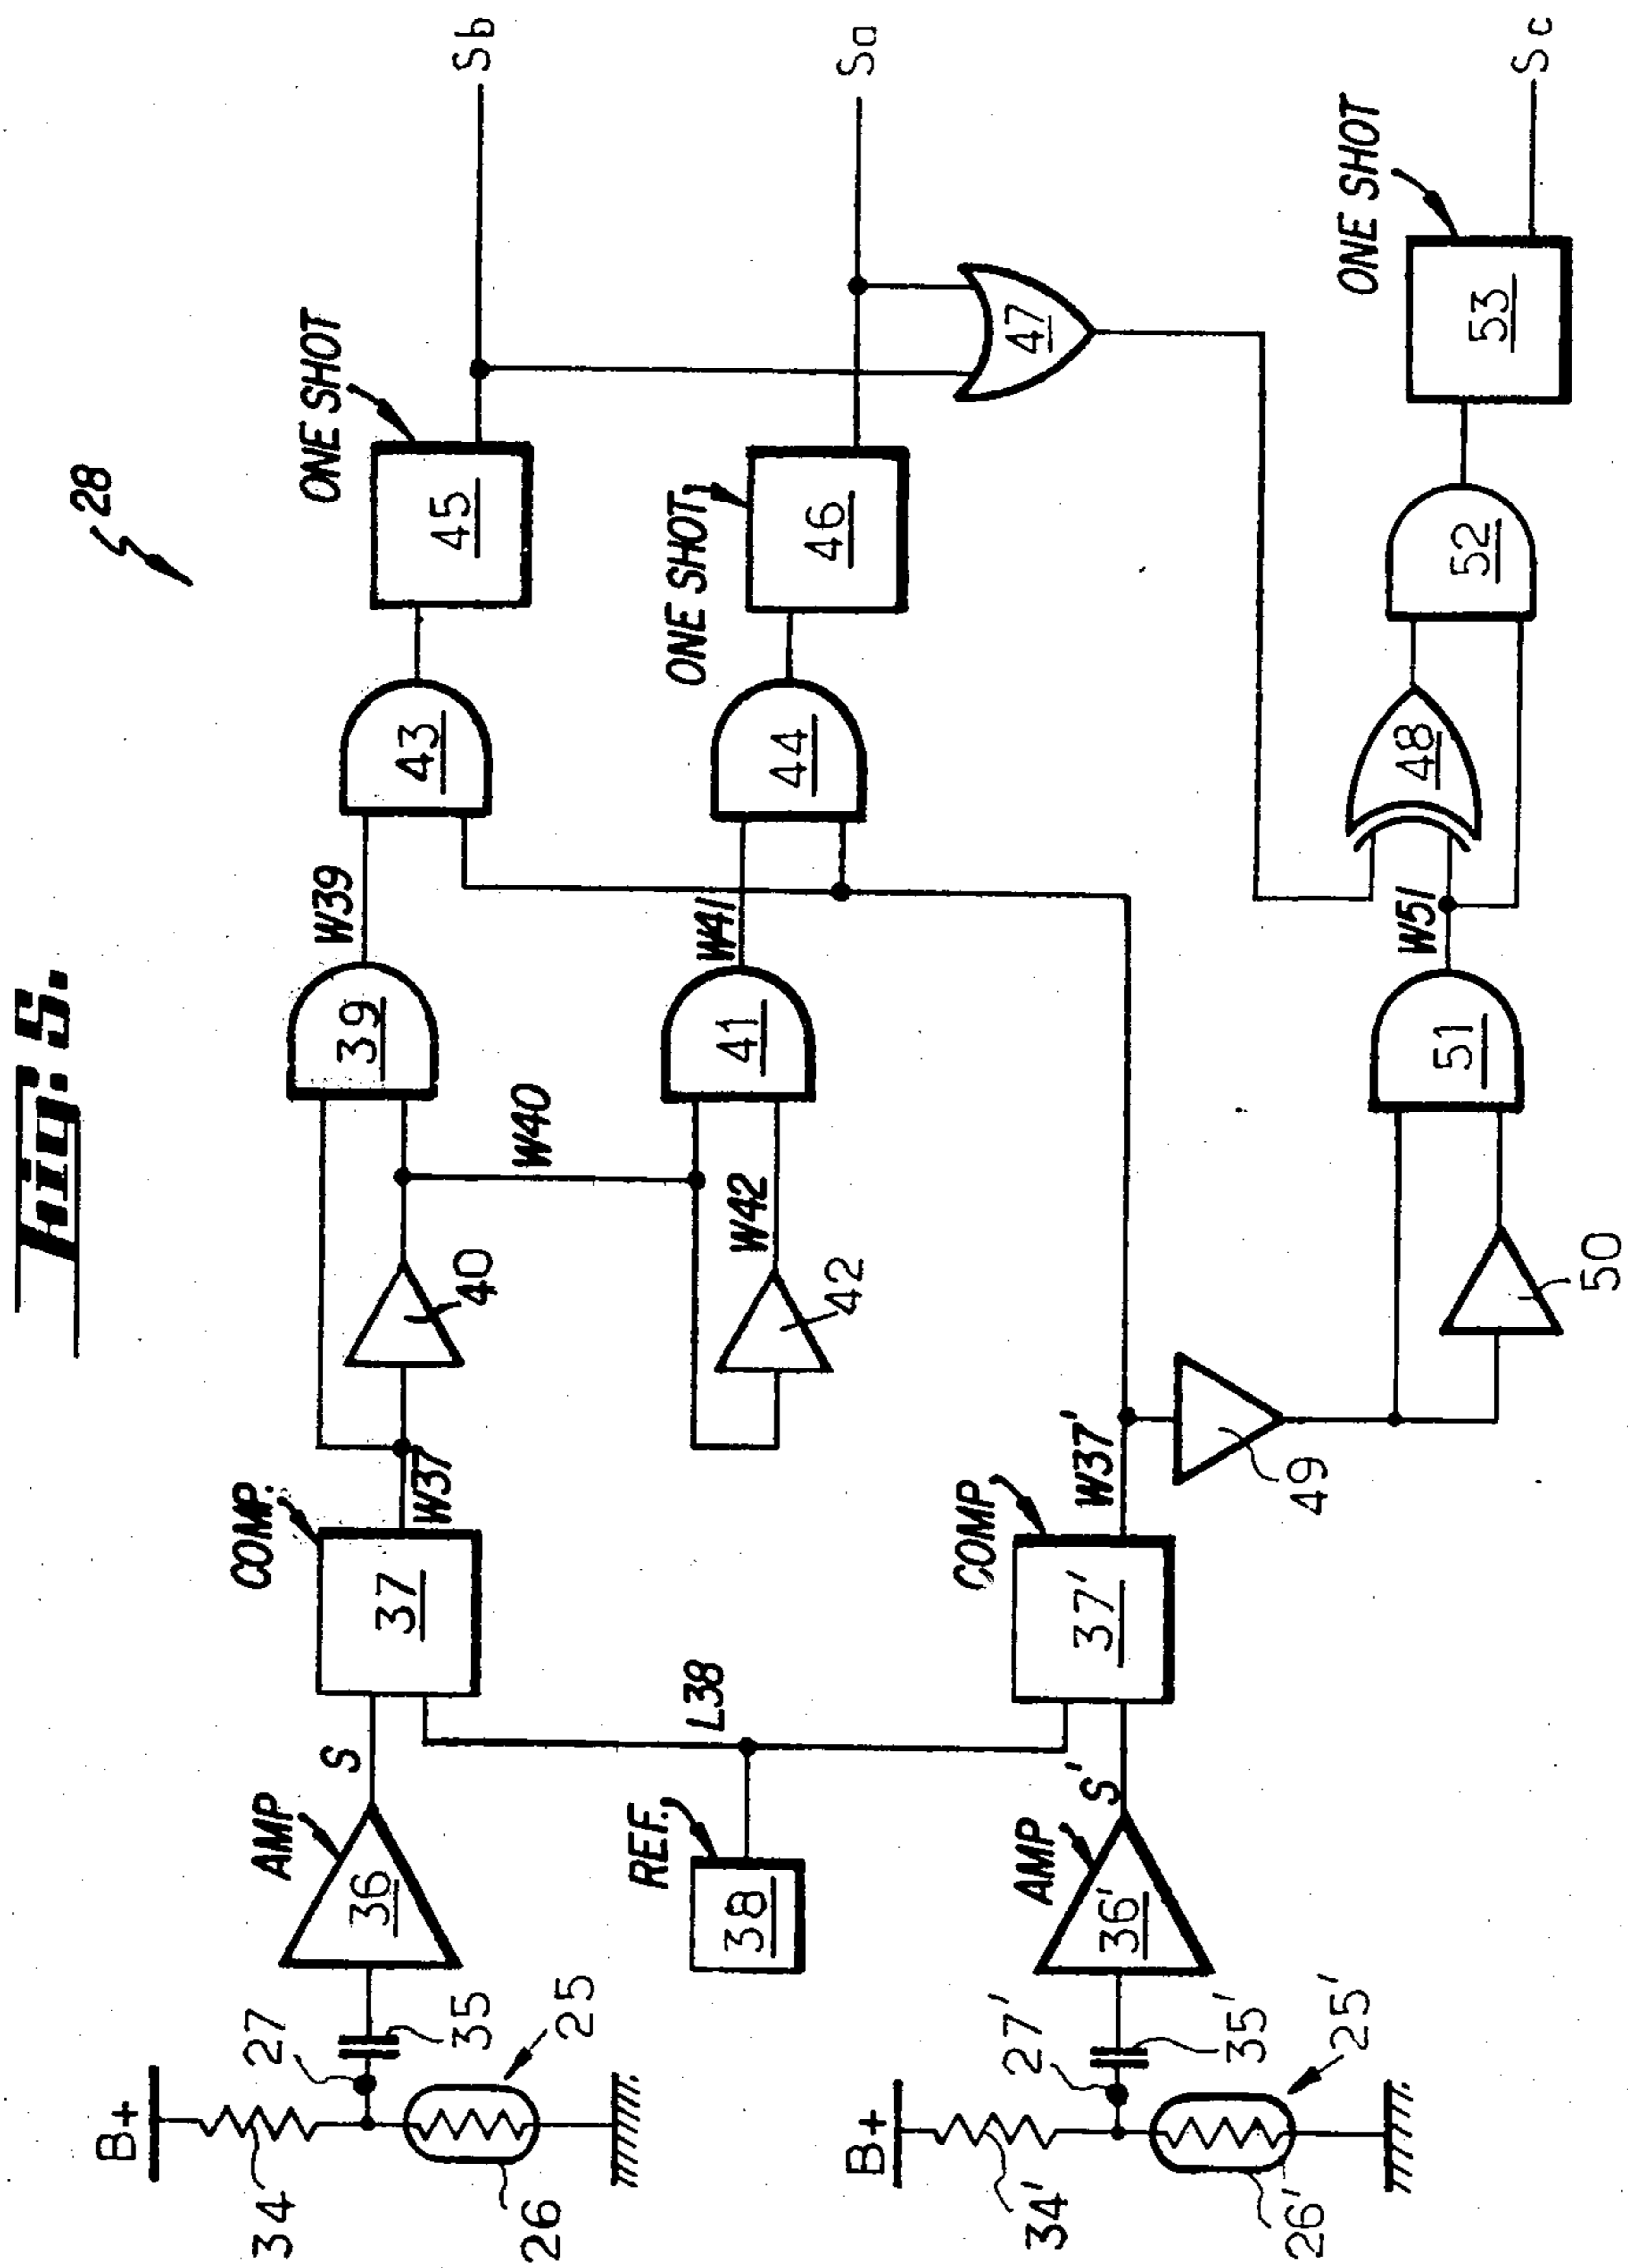 Fig. 5.
28
B+
34
26
25
27
35
AMP
36
S
COMP.
37
W37
40
39
W39
43
ONE SHOT
45
Sb
REF.
38
L38
W40
W42
42
41
W41
44
ONE SHOT
46
Sa
47
B+
34'
26'
25'
27'
35'
AMP
36'
S'
COMP
37'
W37'
49
50
51
W51
48
52
ONE SHOT
53
Sc